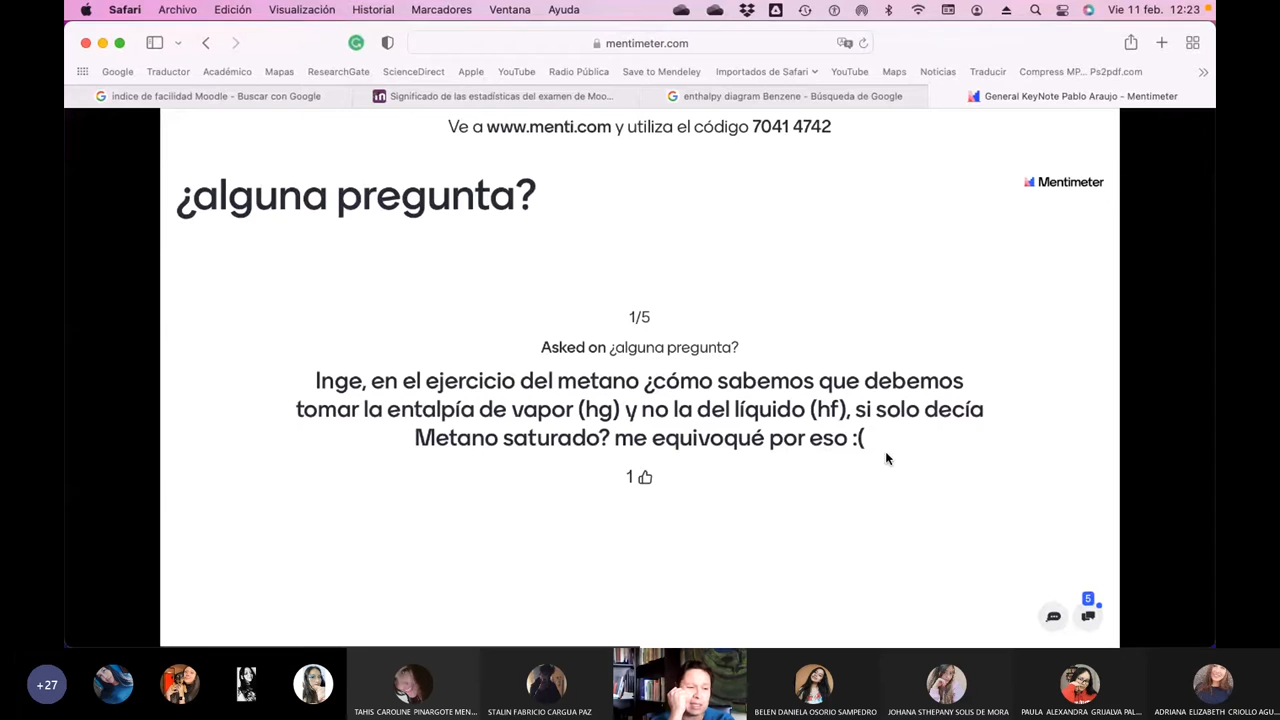 Safari Archivo Edición Visualización Historial Marcadores Ventana Ayuda Vie 11 feb. 12:23
mentimeter.com
Google Traductor Académico Mapas ResearchGate ScienceDirect Apple YouTube Radio Pública Save to Mendeley Importados de Safari YouTube Maps Noticias Traducir Compress MP... Ps2pdf.com
indice de facilidad Moodle - Buscar con Google Significado de las estadísticas del examen de Moo... enthalpy diagram Benzene - Búsqueda de Google General KeyNote Pablo Araujo - Mentimeter
Ve a www.menti.com y utiliza el código 7041 4742
¿alguna pregunta?
Mentimeter
1/5
Asked on ¿alguna pregunta?
Inge, en el ejercicio del metano ¿cómo sabemos que debemos
tomar la entalpía de vapor (hg) y no la del líquido (hf), si solo decía
Metano saturado? me equivoqué por eso :(
1
5
+27
TAHIS CAROLINE PINARGOTE MEN... STALIN FABRICIO CARGUA PAZ BELEN DANIELA OSORIO SAMPEDRO JOHANA STHEPANY SOLIS DE MORA PAULA ALEXANDRA GRIJALVA PAL... ADRIANA ELIZABETH CRIOLLO AGU...